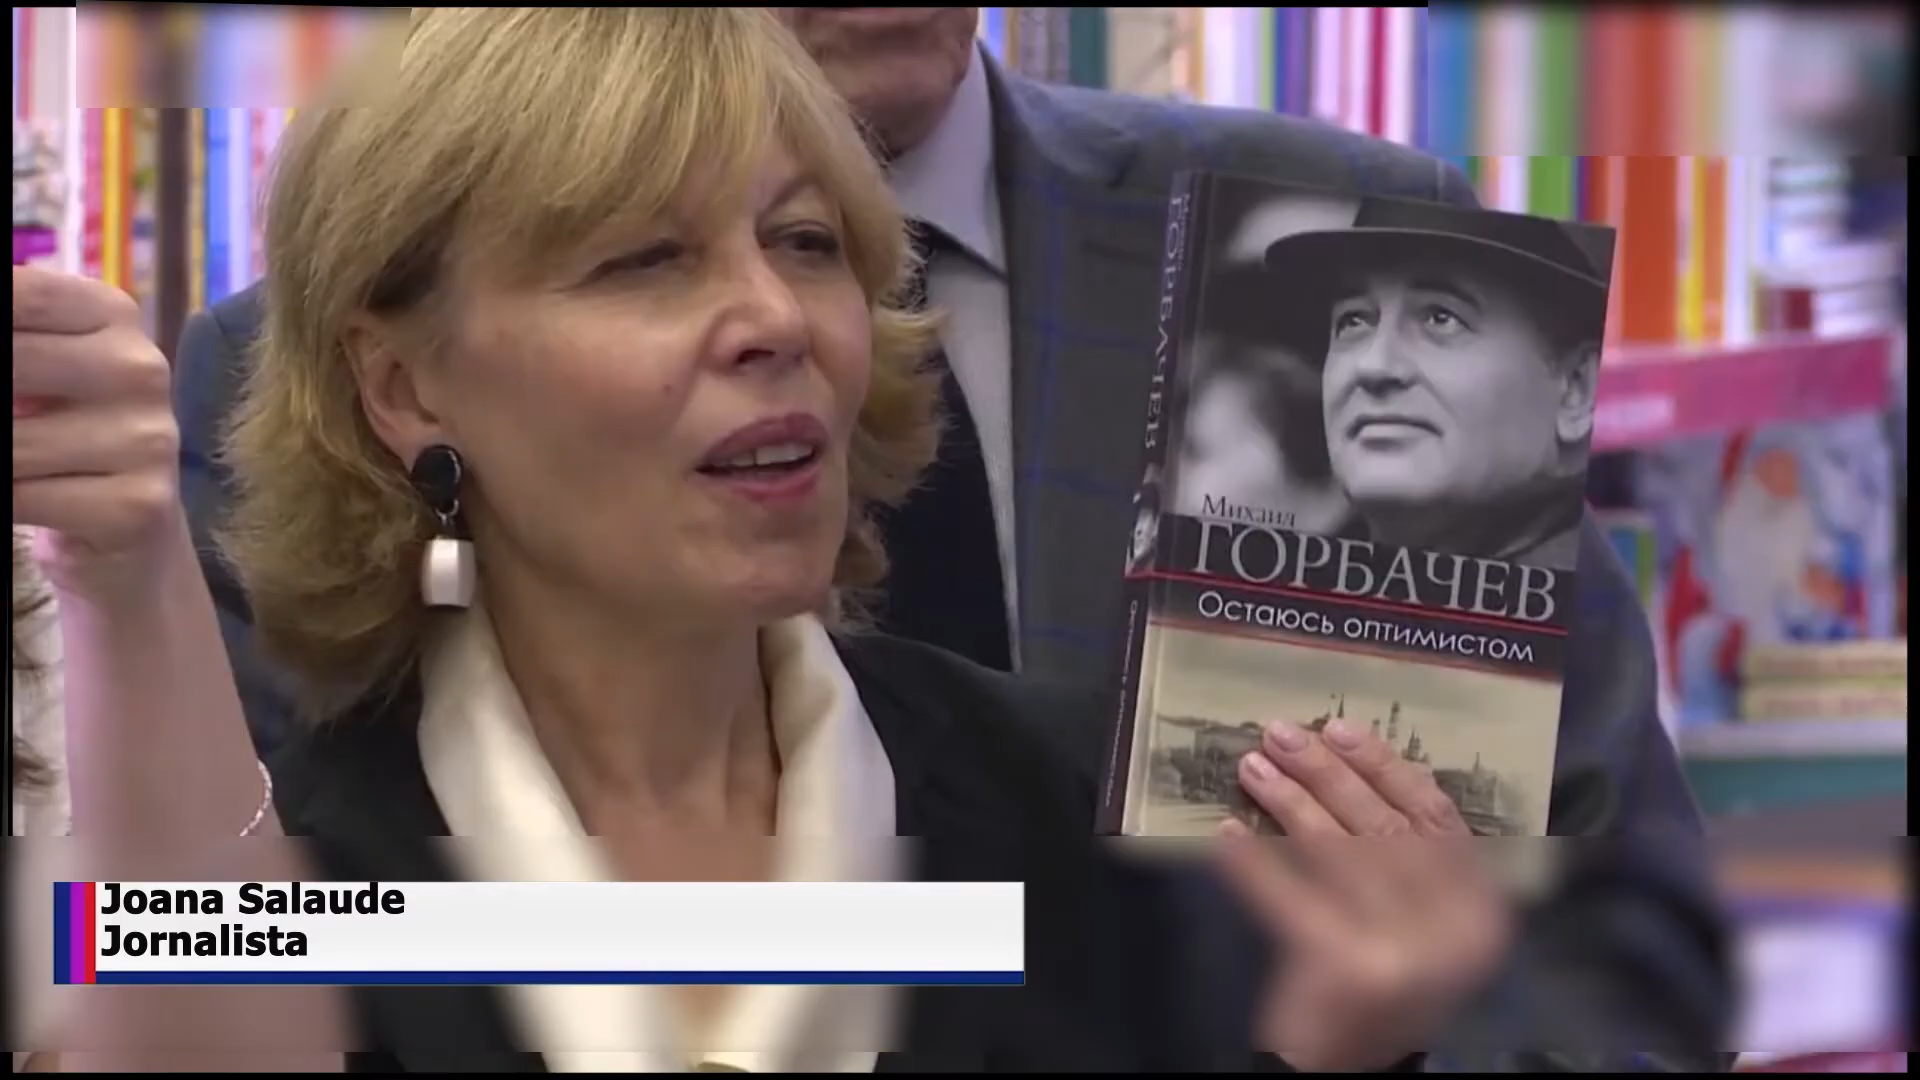 Михаил
ГОРБАЧЕВ
Остаюсь оптимистом
ГОРБАЧЕВ
Joana Salaude
Jornalista